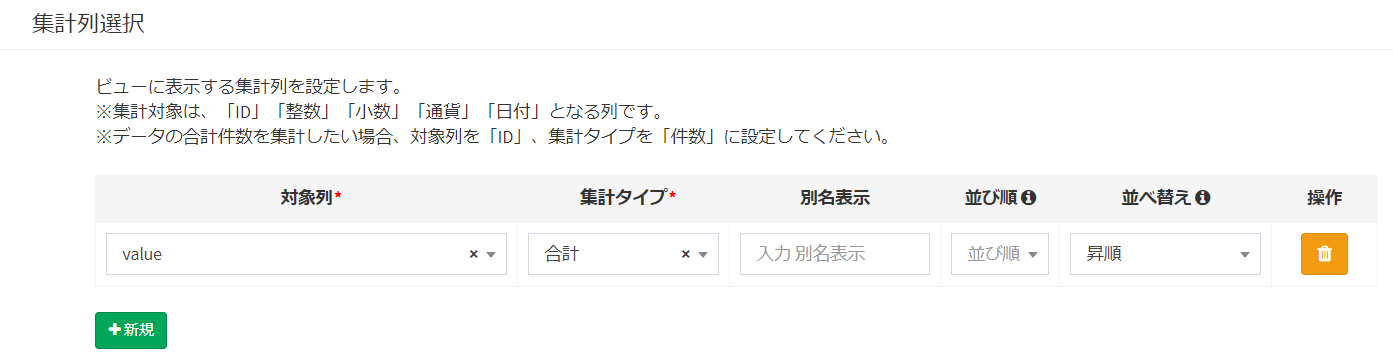 集計列選択
ビューに表示する集計列を設定します。
※集計対象は、「ID」「整数」「小数」「通貨」「日付」となる列です。
※データの合計件数を集計したい場合、対象列を「ID」、集計タイプを「件数」に設定してください。
対象列* 集計タイプ* 別名表示 並び順 並べ替え 操作
value × 合計 × 入力 別名表示 並び順 昇順
+新規